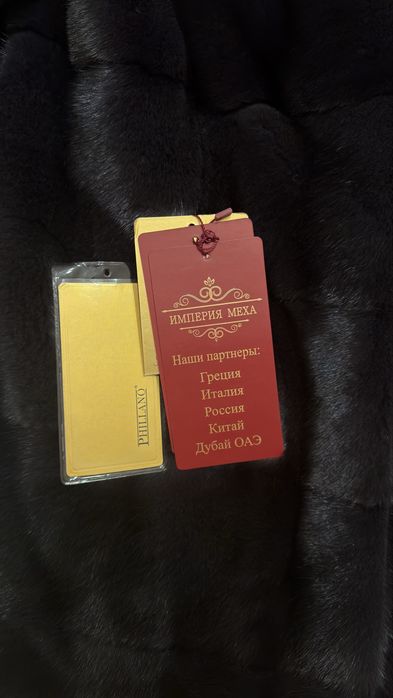 PHILLANO®
ИМПЕРИЯ МЕХА
Наши партнеры:
Греция
Италия
Россия
Китай
Дубай ОАЭ